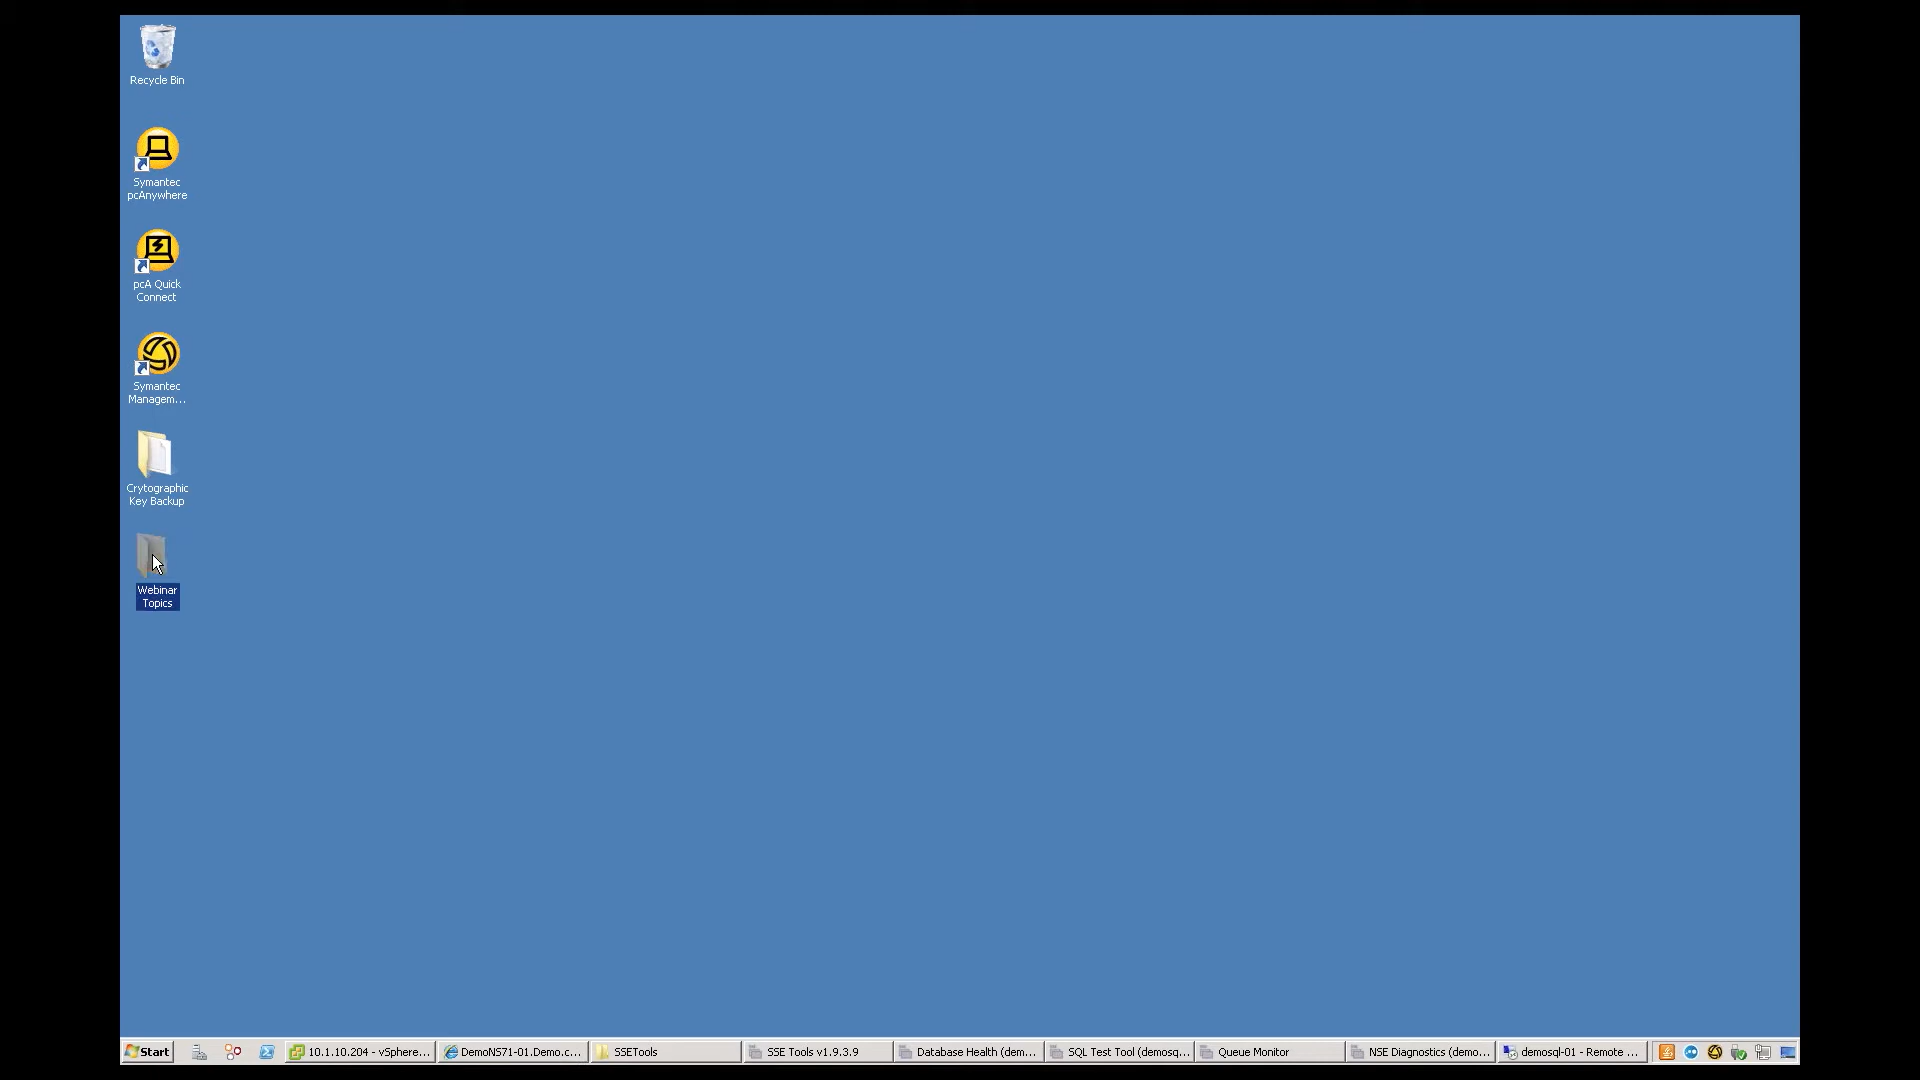 Recycle Bin
Symantec
pcAnywhere
pcA Quick
Connect
Symantec
Managem...
Crytographic
Key Backup
Webinar
Topics
Start
10.1.10.204 - vSphere...
DemoNS71-01.Demo.c...
SSETools
SSE Tools v1.9.3.9
Database Health (dem...
SQL Test Tool (demosq...
Queue Monitor
NSE Diagnostics (demo...
demosql-01 - Remote ...